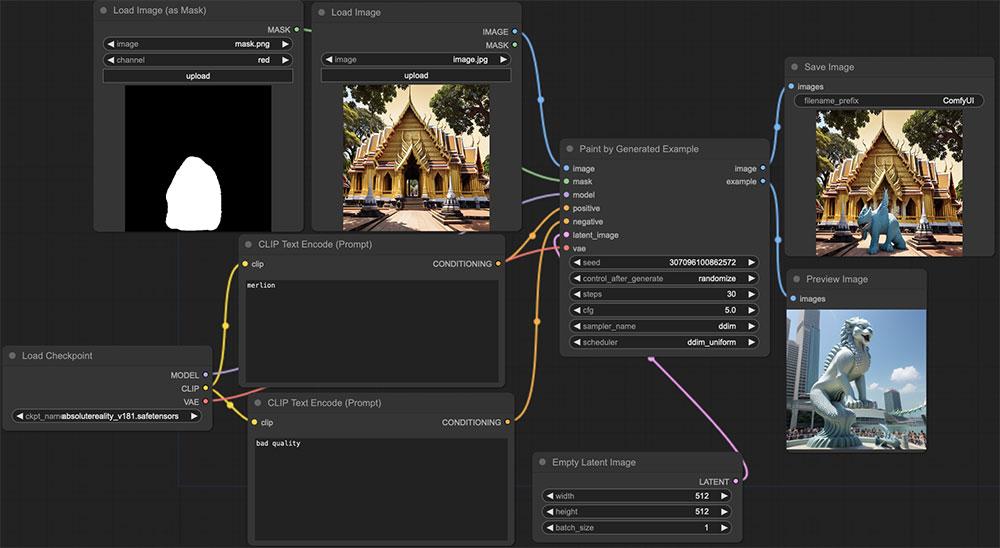 Load Image (as Mask)
MASK
image mask.png
channel red
upload
Load Image
IMAGE
MASK
image image.jpg
upload
Save Image
images
filename_prefix ComfyUI
Paint by Generated Example
image image
mask example
model
positive
negative
latent_image
vae
seed 307096100862572
control_after_generate randomize
steps 30
cfg 5.0
sampler_name ddim
scheduler ddim_uniform
Preview Image
images
CLIP Text Encode (Prompt)
clip CONDITIONING
merlion
Load Checkpoint
MODEL
CLIP
VAE
ckpt_name absolutereality_v181.safetensors
CLIP Text Encode (Prompt)
clip CONDITIONING
bad quality
Empty Latent Image
LATENT
width 512
height 512
batch_size 1